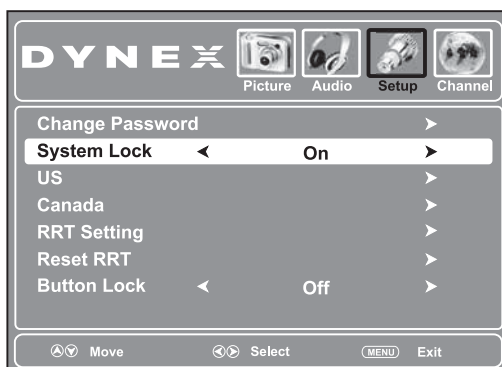 DYNEX
Picture Audio Setup Channel
Change Password
System Lock On
US
Canada
RRT Setting
Reset RRT
Button Lock Off
Move Select MENU Exit